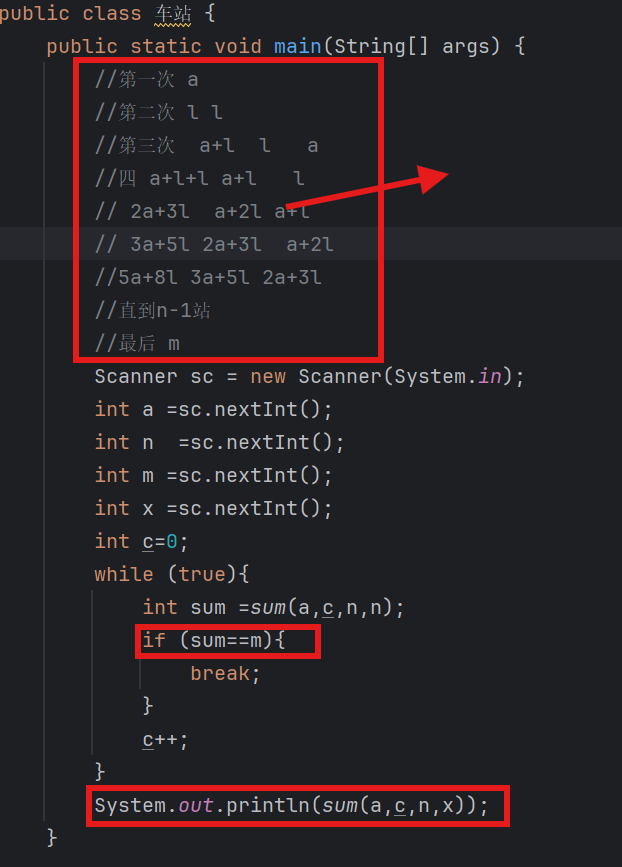 public class 车站 {
public static void main(String[] args) {
//第一次 a
//第二次 l l
//第三次  a+l  l   a
//四 a+l+l a+l   l
// 2a+3l  a+2l a+l
// 3a+5l 2a+3l  a+2l
//5a+8l 3a+5l 2a+3l
//直到n-1站
//最后 m
Scanner sc = new Scanner(System.in);
int a =sc.nextInt();
int n  =sc.nextInt();
int m =sc.nextInt();
int x =sc.nextInt();
int c=0;
while (true){
int sum =sum(a,c,n,n);
if (sum==m){
break;
}
c++;
}
System.out.println(sum(a,c,n,x));
}